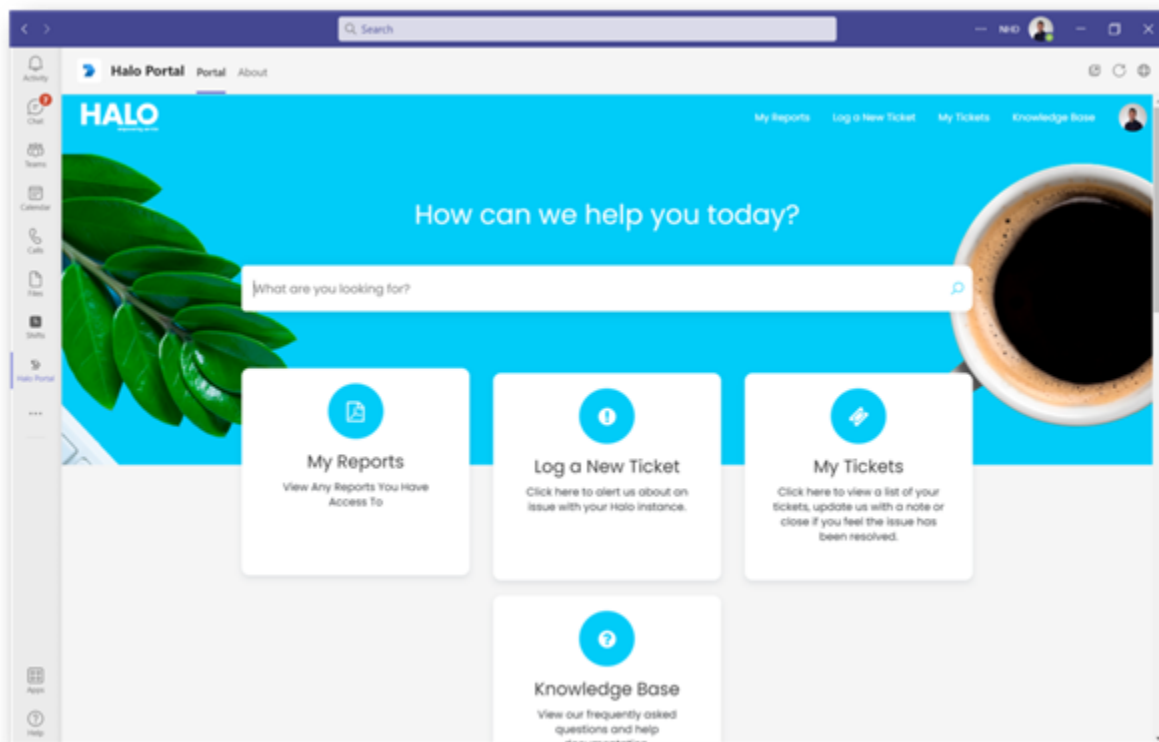 Search
NHD
Activity
7
Chat
Teams
Calendar
Calls
Files
Shifts
Halo Portal
Apps
Help
Halo Portal
Portal
About
HALO
My Reports
Log a New Ticket
My Tickets
Knowledge Base
How can we help you today?
What are you looking for?
My Reports
View Any Reports You Have
Access To
Log a New Ticket
Click here to alert us about an
issue with your Halo instance.
My Tickets
Click here to view a list of your
tickets, update us with a note or
close if you feel the issue has
been resolved.
Knowledge Base
View our frequently asked
questions and help